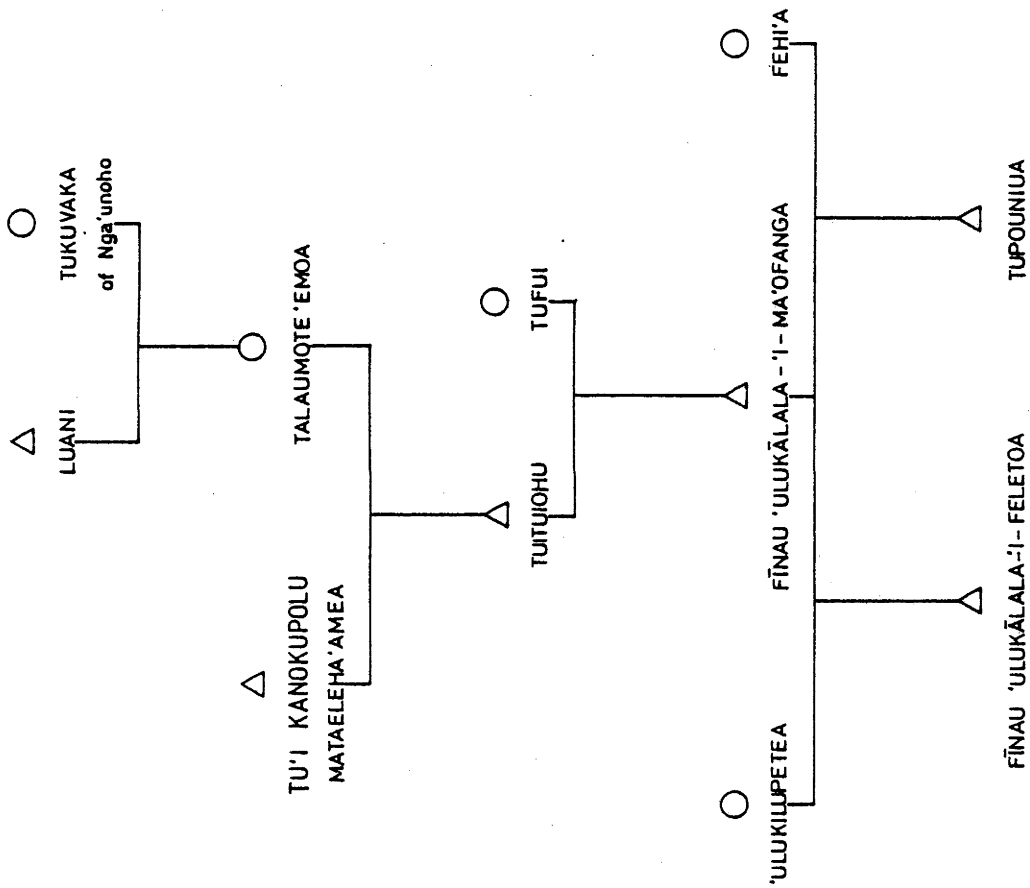 LUANI
TUKUVAKA
of Nga'unoho
TU'I KANOKUPOLU
MATAELEHA'AMEA
TALAUMOTE'EMOA
TUITUIOHU
TUFUI
'ULUKILUPETEA
FĪNAU 'ULUKĀLALA-'I-MA'OFANGA
FEHI'A
FĪNAU 'ULUKĀLALA-'I-FELETOA
TUPOUNIUA